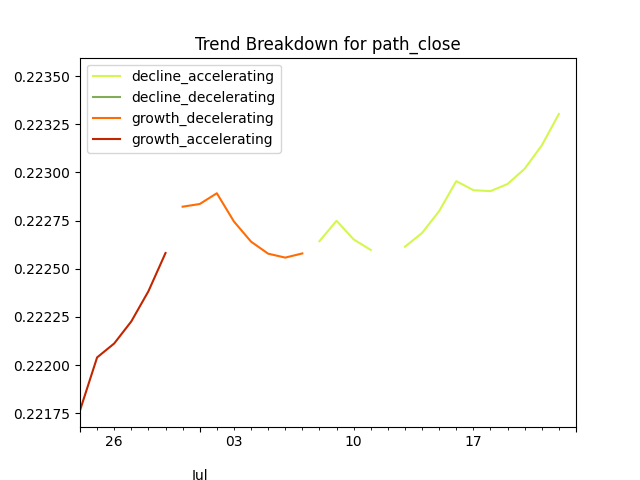 Trend Breakdown for path_close
decline_accelerating
decline_decelerating
growth_decelerating
growth_accelerating
0.22350
0.22325
0.22300
0.22275
0.22250
0.22225
0.22200
0.22175
26
03
10
17
Jul